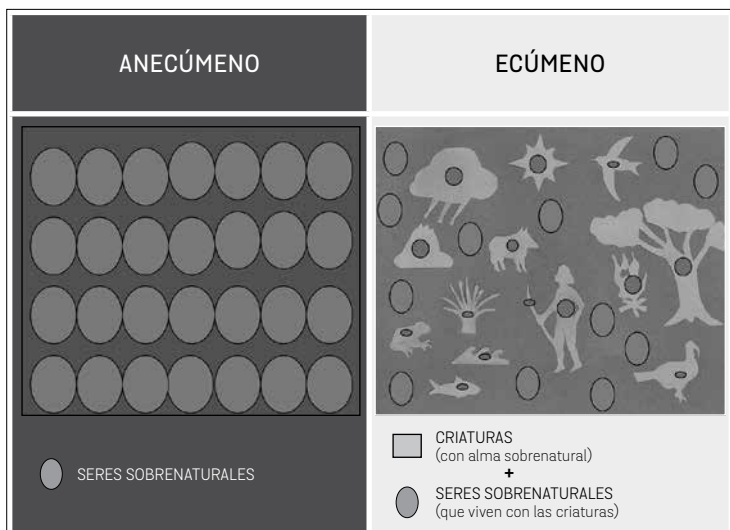 ANECÚMENO
ECÚMENO
SERES SOBRENATURALES
CRIATURAS
(con alma sobrenatural)
+
SERES SOBRENATURALES
(que viven con las criaturas)